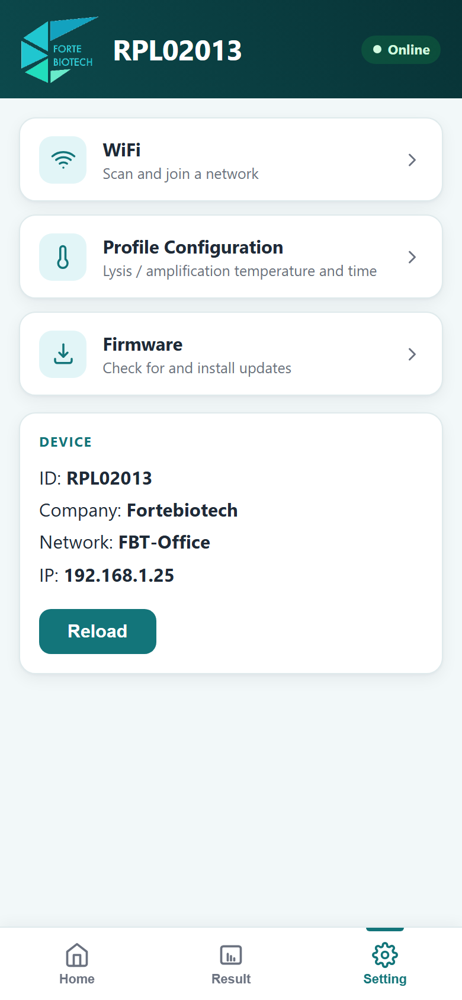 FORTE
BIOTECH
RPL02013
Online
WiFi
Scan and join a network
Profile Configuration
Lysis / amplification temperature and time
Firmware
Check for and install updates
DEVICE
ID: RPL02013
Company: Fortebiotech
Network: FBT-Office
IP: 192.168.1.25
Reload
Home
Result
Setting